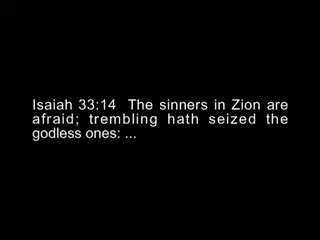 Isaiah 33:14 The sinners in Zion are
afraid; trembling hath seized the
godless ones: ...